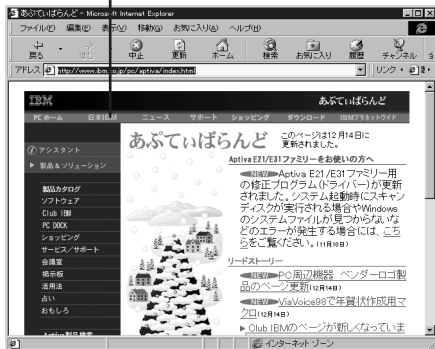 あぷてぃばらんど - Microsoft Internet Explorer
ファイル(F) 編集(E) 表示(V) 移動(G) お気に入り(A) ヘルプ(H)
戻る 進む 中止 更新 ホーム 検索 お気に入り 履歴 チャンネル
アドレス http://www.ibm.co.jp/pc/aptiva/index.html リンク
IBM あぷてぃばらんど
PC ホーム 日本IBM ニュース サポート ショッピング ダウンロード IBMプラネットワイド
あぷてぃばらんど
このページは12月14日に
更新されました。
アシスタント
製品&ソリューション
製品カタログ
ソフトウェア
Club IBM
PC DOCK
ショッピング
サービス/サポート
会議室
掲示板
活用法
占い
おもしろ
Aptiva製品検索
Aptiva E21/E31ファミリーをお使いの方へ
NEW Aptiva E21/E31ファミリー用
の修正プログラム(ドライバー)が更新
されました。システム起動時にスキャン
ディスクが実行される場合やWindows
のシステムファイルが見つからないな
どのエラーが発生する場合には、こち
らをご覧ください。(11月10日)
リードストーリー
NEW PC周辺機器 ベンダーロゴ製
品のページ更新(12月14日)
NEW ViaVoice98で年賀状作成用マ
クロ(12月14日)
Club IBMのページが新しくなっていま
インターネット ゾーン